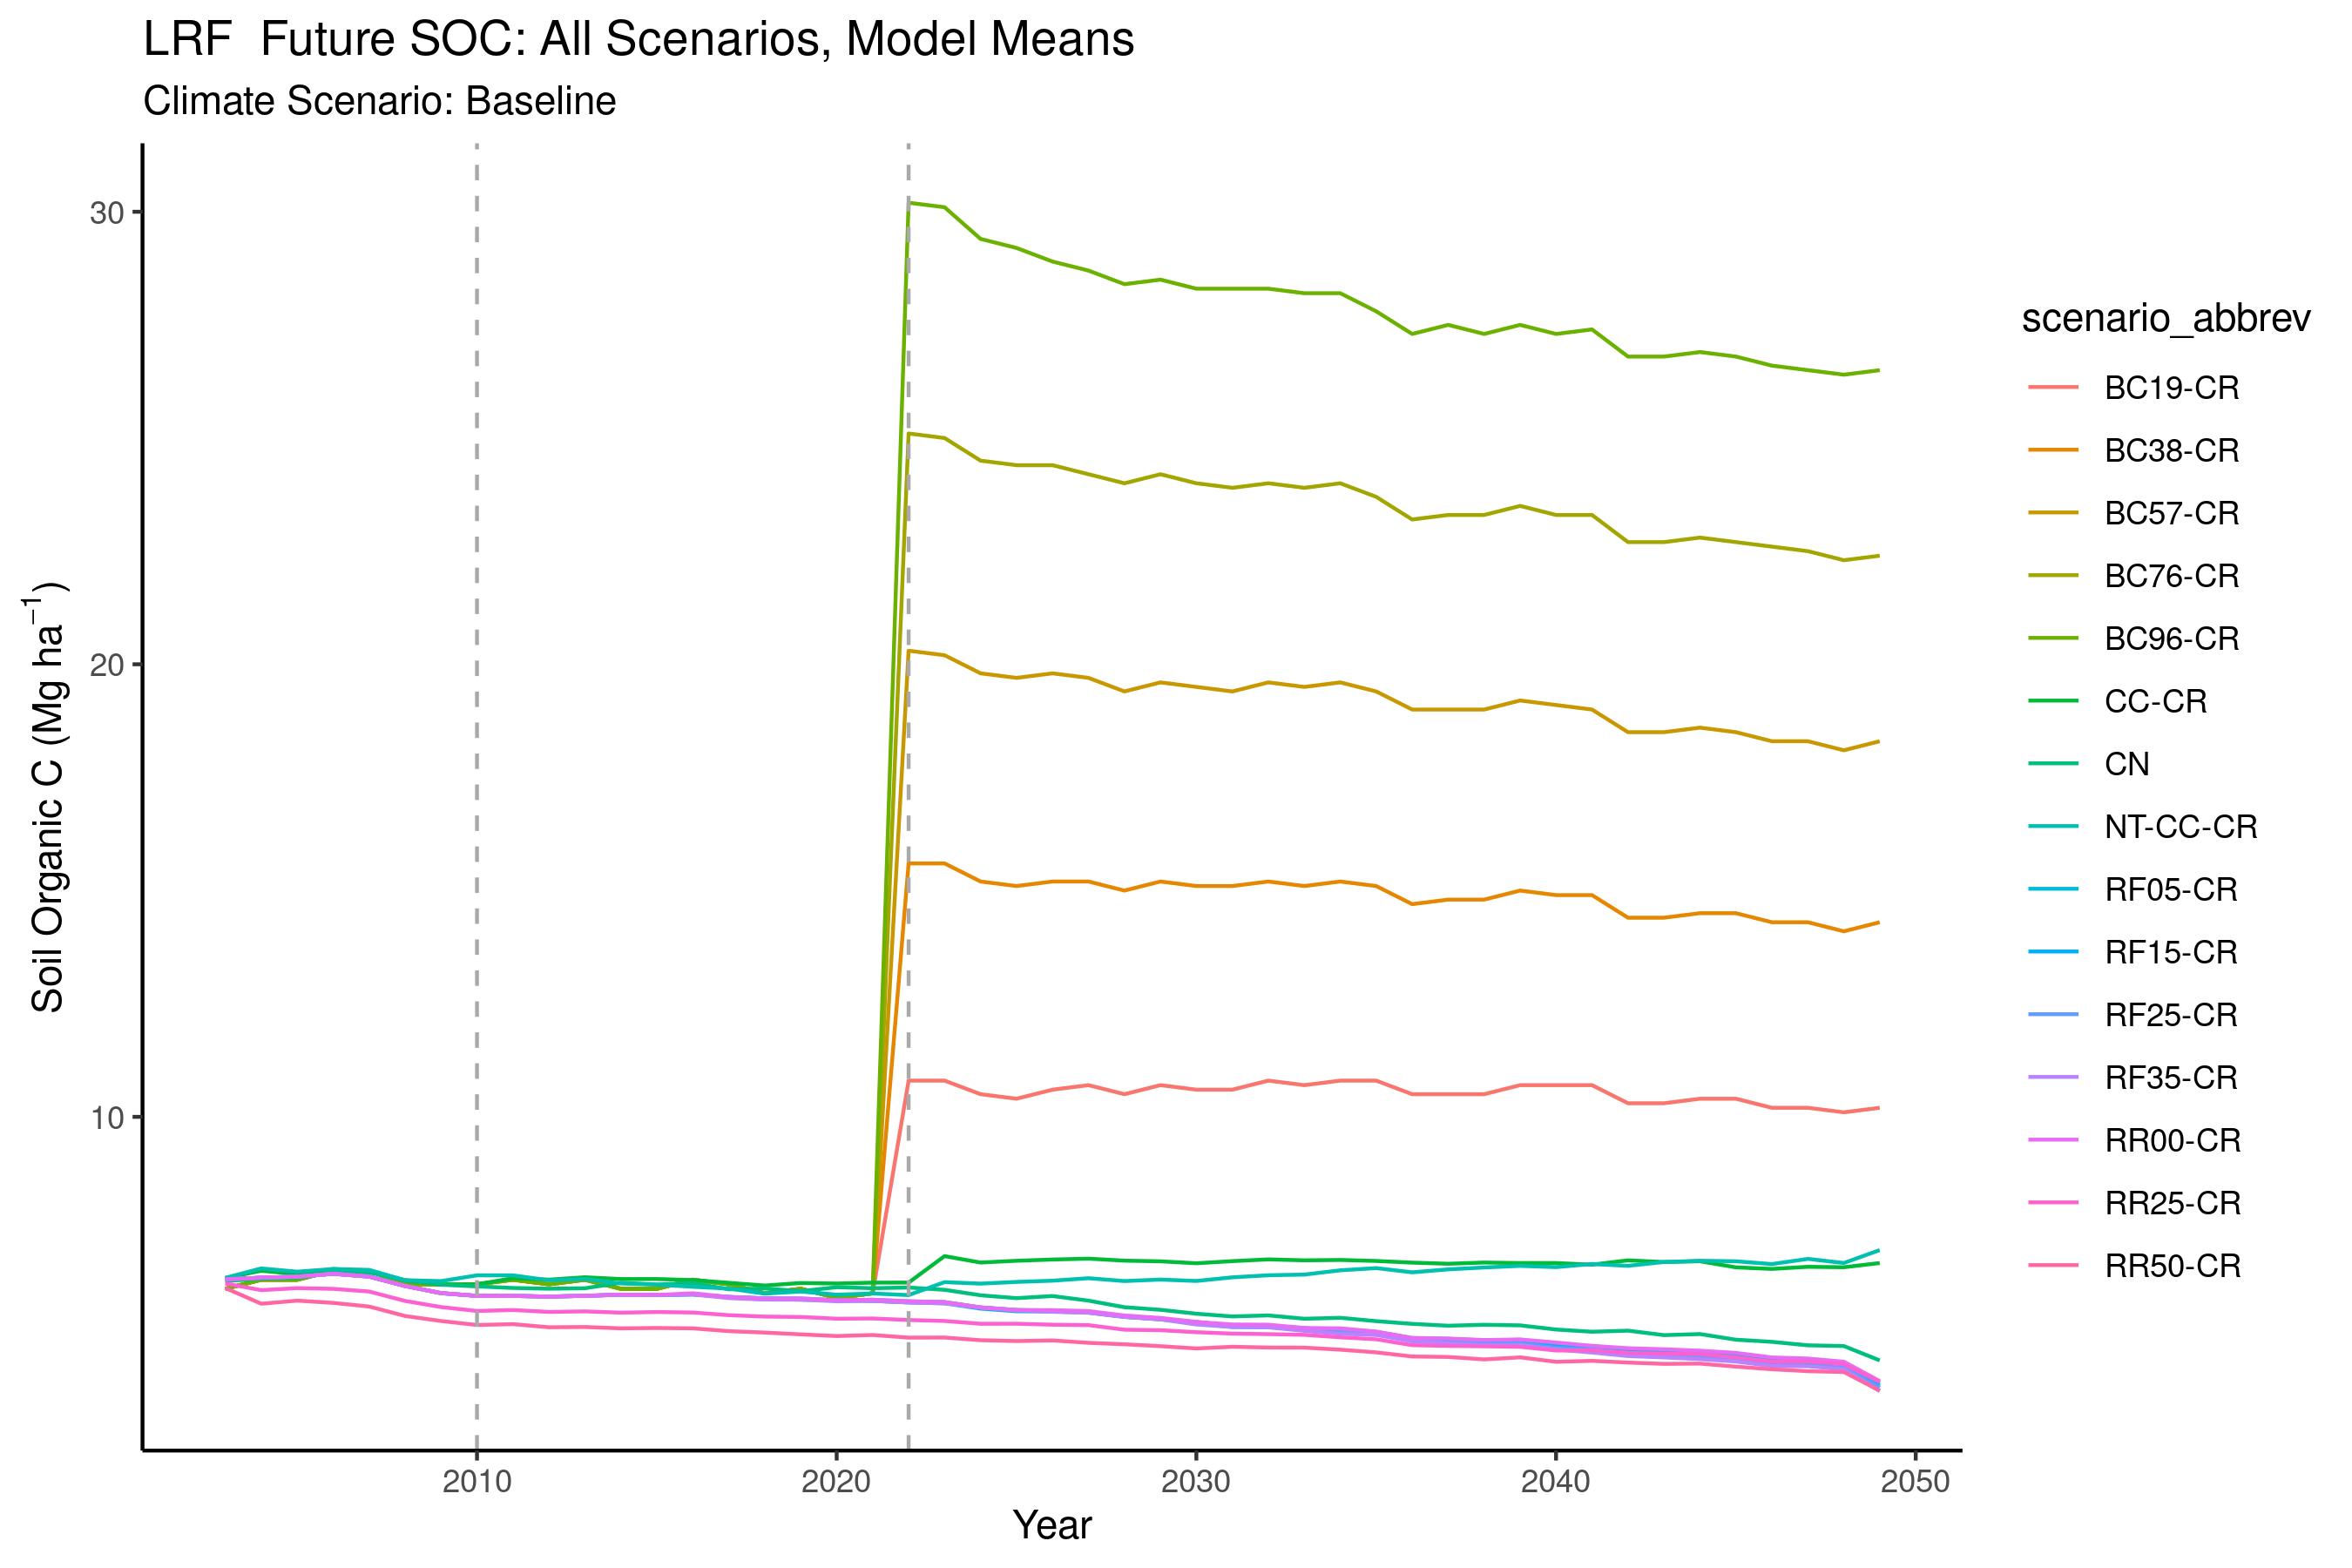 LRF  Future SOC: All Scenarios, Model Means
Climate Scenario: Baseline
Soil Organic C (Mg ha⁻¹)
30
20
10
2010
2020
2030
2040
2050
Year
scenario_abbrev
BC19-CR
BC38-CR
BC57-CR
BC76-CR
BC96-CR
CC-CR
CN
NT-CC-CR
RF05-CR
RF15-CR
RF25-CR
RF35-CR
RR00-CR
RR25-CR
RR50-CR